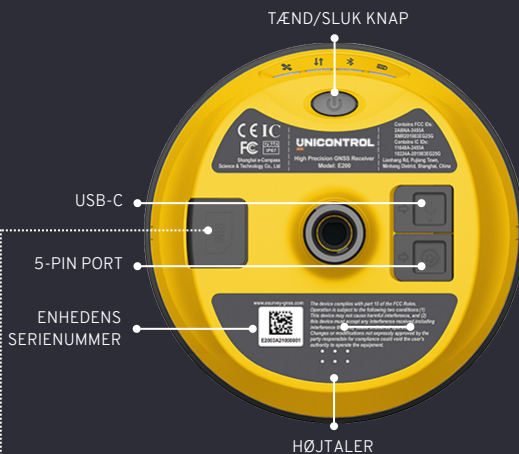 TÆND/SLUK KNAP
CE IC
FC
IP67
Shanghai e-Compass
Science & Technology Co., Ltd
UNICONTROL
High Precision GNSS Receiver
Model: E200
Contains FCC IDs:
Contains IC IDs:
Lianhang Rd, Pujiang Town,
Minhang District, Shanghai, China
USB-C
5-PIN PORT
ENHEDENS
SERIENUMMER
www.esurvey-gnss.com
The device complies with part 15 of the FCC Rules.
Operation is subject to the following two conditions (1)
This device may not cause harmful interference, and (2)
this device must accept any interference received including
interference
Changes or modifications not expressly approved by the
party responsible for compliance could void the user's
authority to operate the equipment.
E2003A21000001
HØJTALER